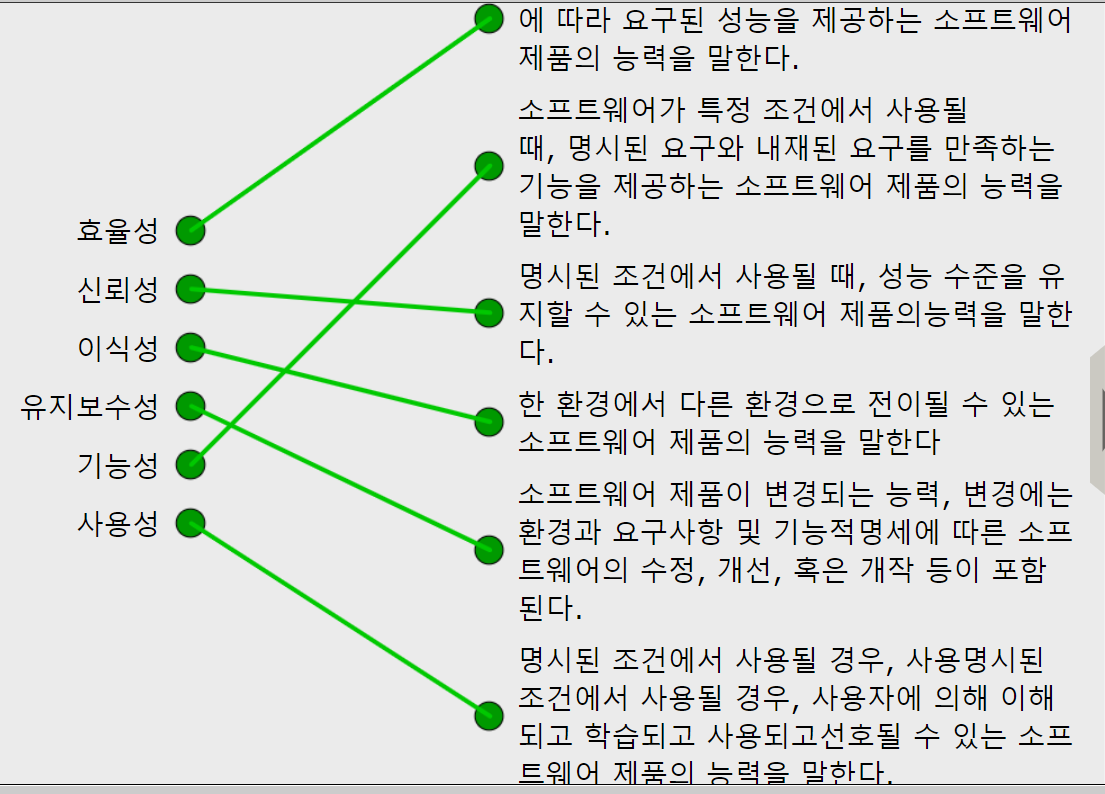 효율성
신뢰성
이식성
유지보수성
기능성
사용성
에 따라 요구된 성능을 제공하는 소프트웨어
제품의 능력을 말한다.
소프트웨어가 특정 조건에서 사용될
때, 명시된 요구와 내재된 요구를 만족하는
기능을 제공하는 소프트웨어 제품의 능력을
말한다.
명시된 조건에서 사용될 때, 성능 수준을 유
지할 수 있는 소프트웨어 제품의능력을 말한
다.
한 환경에서 다른 환경으로 전이될 수 있는
소프트웨어 제품의 능력을 말한다
소프트웨어 제품이 변경되는 능력, 변경에는
환경과 요구사항 및 기능적명세에 따른 소프
트웨어의 수정, 개선, 혹은 개작 등이 포함
된다.
명시된 조건에서 사용될 경우, 사용명시된
조건에서 사용될 경우, 사용자에 의해 이해
되고 학습되고 사용되고선호될 수 있는 소프
트웨어 제품의 능력을 말한다.